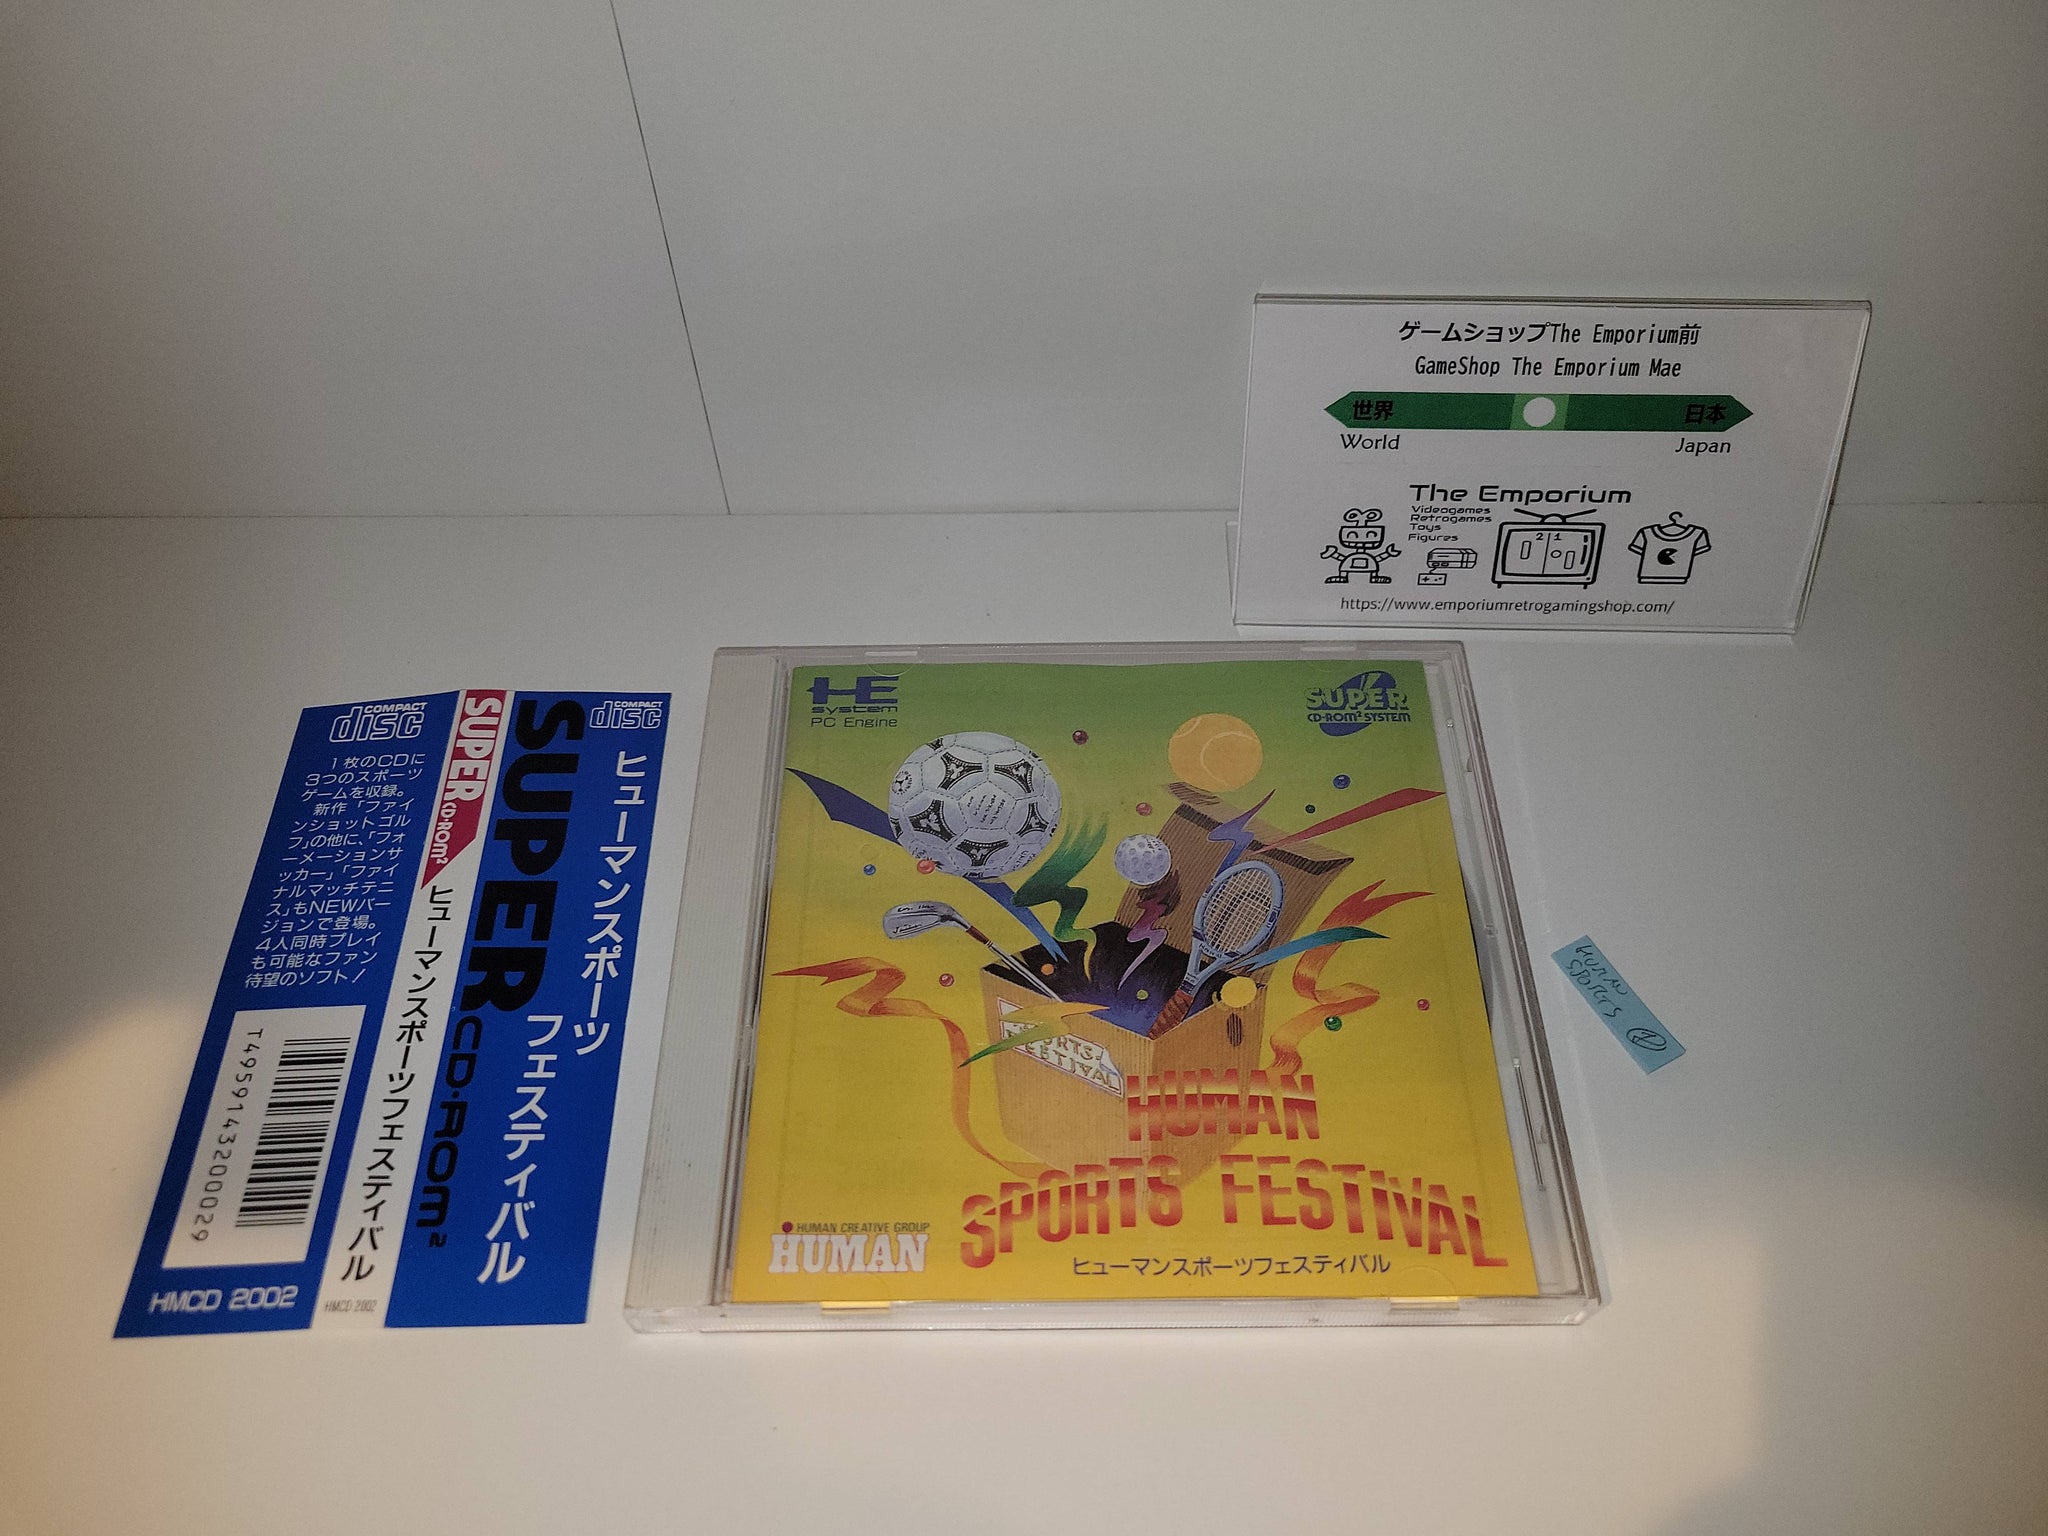 ゲームショップThe Emporium前
GameShop The Emporium Mae
世界
日本
World
Japan
The Emporium
Videogames
Retrogames
Toys
Figures
2 1
https://www.emporiumretrogamingshop.com/
COMPACT
disc
1枚のCDに
3つのスポーツ
ゲームを収録。
新作「ファイ
ンショットゴル
フ」の他に、「フォ
ーメーションサ
ッカー」「ファイ
ナルマッチテニ
ス」もNEWバー
ジョンで登場。
4人同時プレイ
も可能なファン
待望のソフト!
T4959143200029
HMCD 2002
SUPER CD-ROM²
ヒューマンスポーツフェスティバル
HMCD 2002
SUPER CD-ROM²
COMPACT
disc
ヒューマンスポーツ
フェスティバル
HE
system
PC Engine
SUPER
CD-ROM² SYSTEM
SPORTS
FESTIVAL
HUMAN
SPORTS FESTIVAL
ヒューマンスポーツフェスティバル
HUMAN CREATIVE GROUP
HUMAN
HUMAN
SPORTS